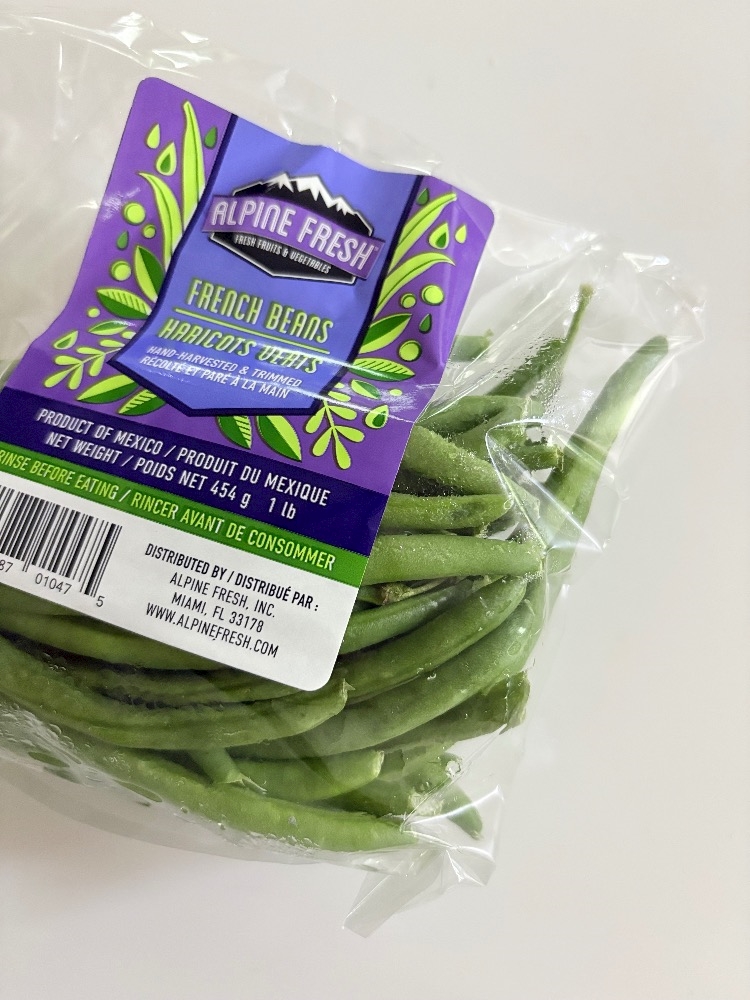 ALPINE FRESH
FRESH FRUITS & VEGETABLES
FRENCH BEANS
HARICOTS VERTS
HAND-HARVESTED & TRIMMED
RÉCOLTÉ ET PARÉ À LA MAIN
PRODUCT OF MEXICO / PRODUIT DU MEXIQUE
NET WEIGHT / POIDS NET 454 g 1 lb
RINSE BEFORE EATING / RINCER AVANT DE CONSOMMER
87 01047 5
DISTRIBUTED BY / DISTRIBUÉ PAR :
ALPINE FRESH, INC.
MIAMI, FL 33178
WWW.ALPINEFRESH.COM